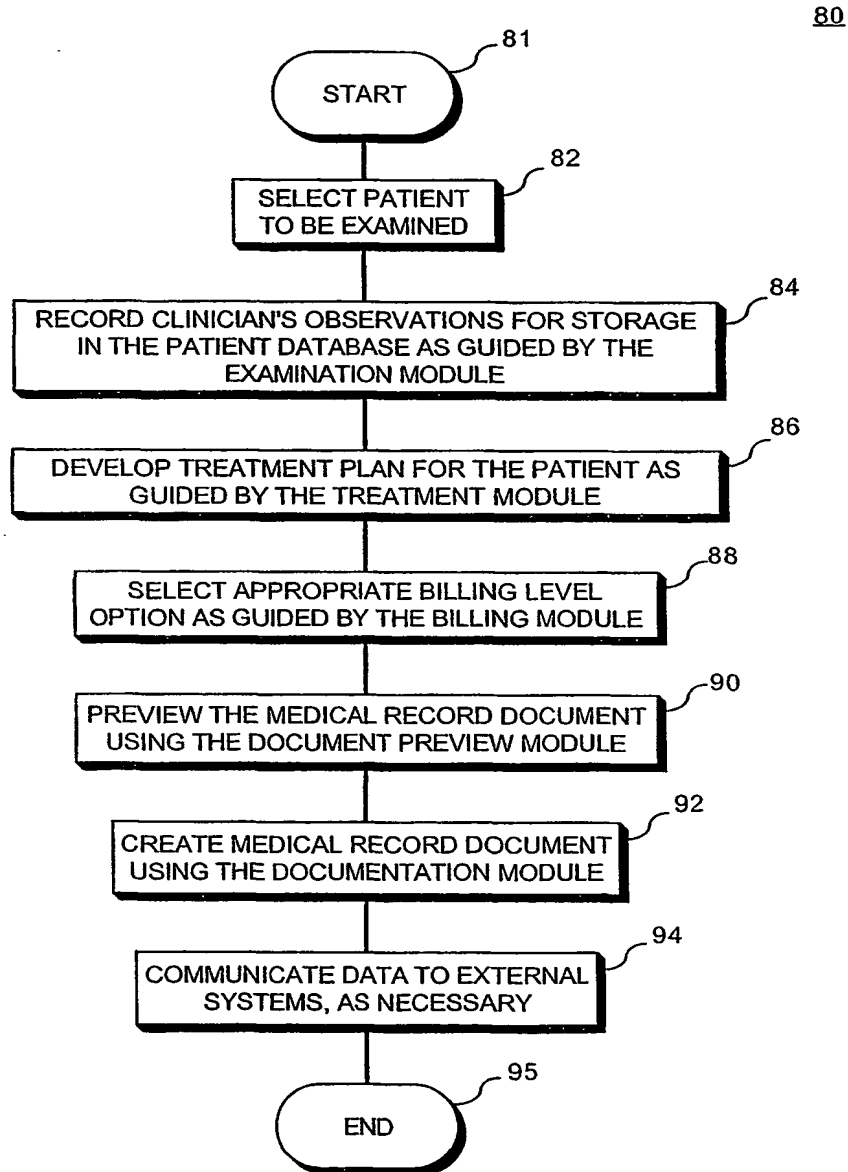 80
81
START
82
SELECT PATIENT
TO BE EXAMINED
84
RECORD CLINICIAN'S OBSERVATIONS FOR STORAGE
IN THE PATIENT DATABASE AS GUIDED BY THE
EXAMINATION MODULE
86
DEVELOP TREATMENT PLAN FOR THE PATIENT AS
GUIDED BY THE TREATMENT MODULE
88
SELECT APPROPRIATE BILLING LEVEL
OPTION AS GUIDED BY THE BILLING MODULE
90
PREVIEW THE MEDICAL RECORD DOCUMENT
USING THE DOCUMENT PREVIEW MODULE
92
CREATE MEDICAL RECORD DOCUMENT
USING THE DOCUMENTATION MODULE
94
COMMUNICATE DATA TO EXTERNAL
SYSTEMS, AS NECESSARY
95
END